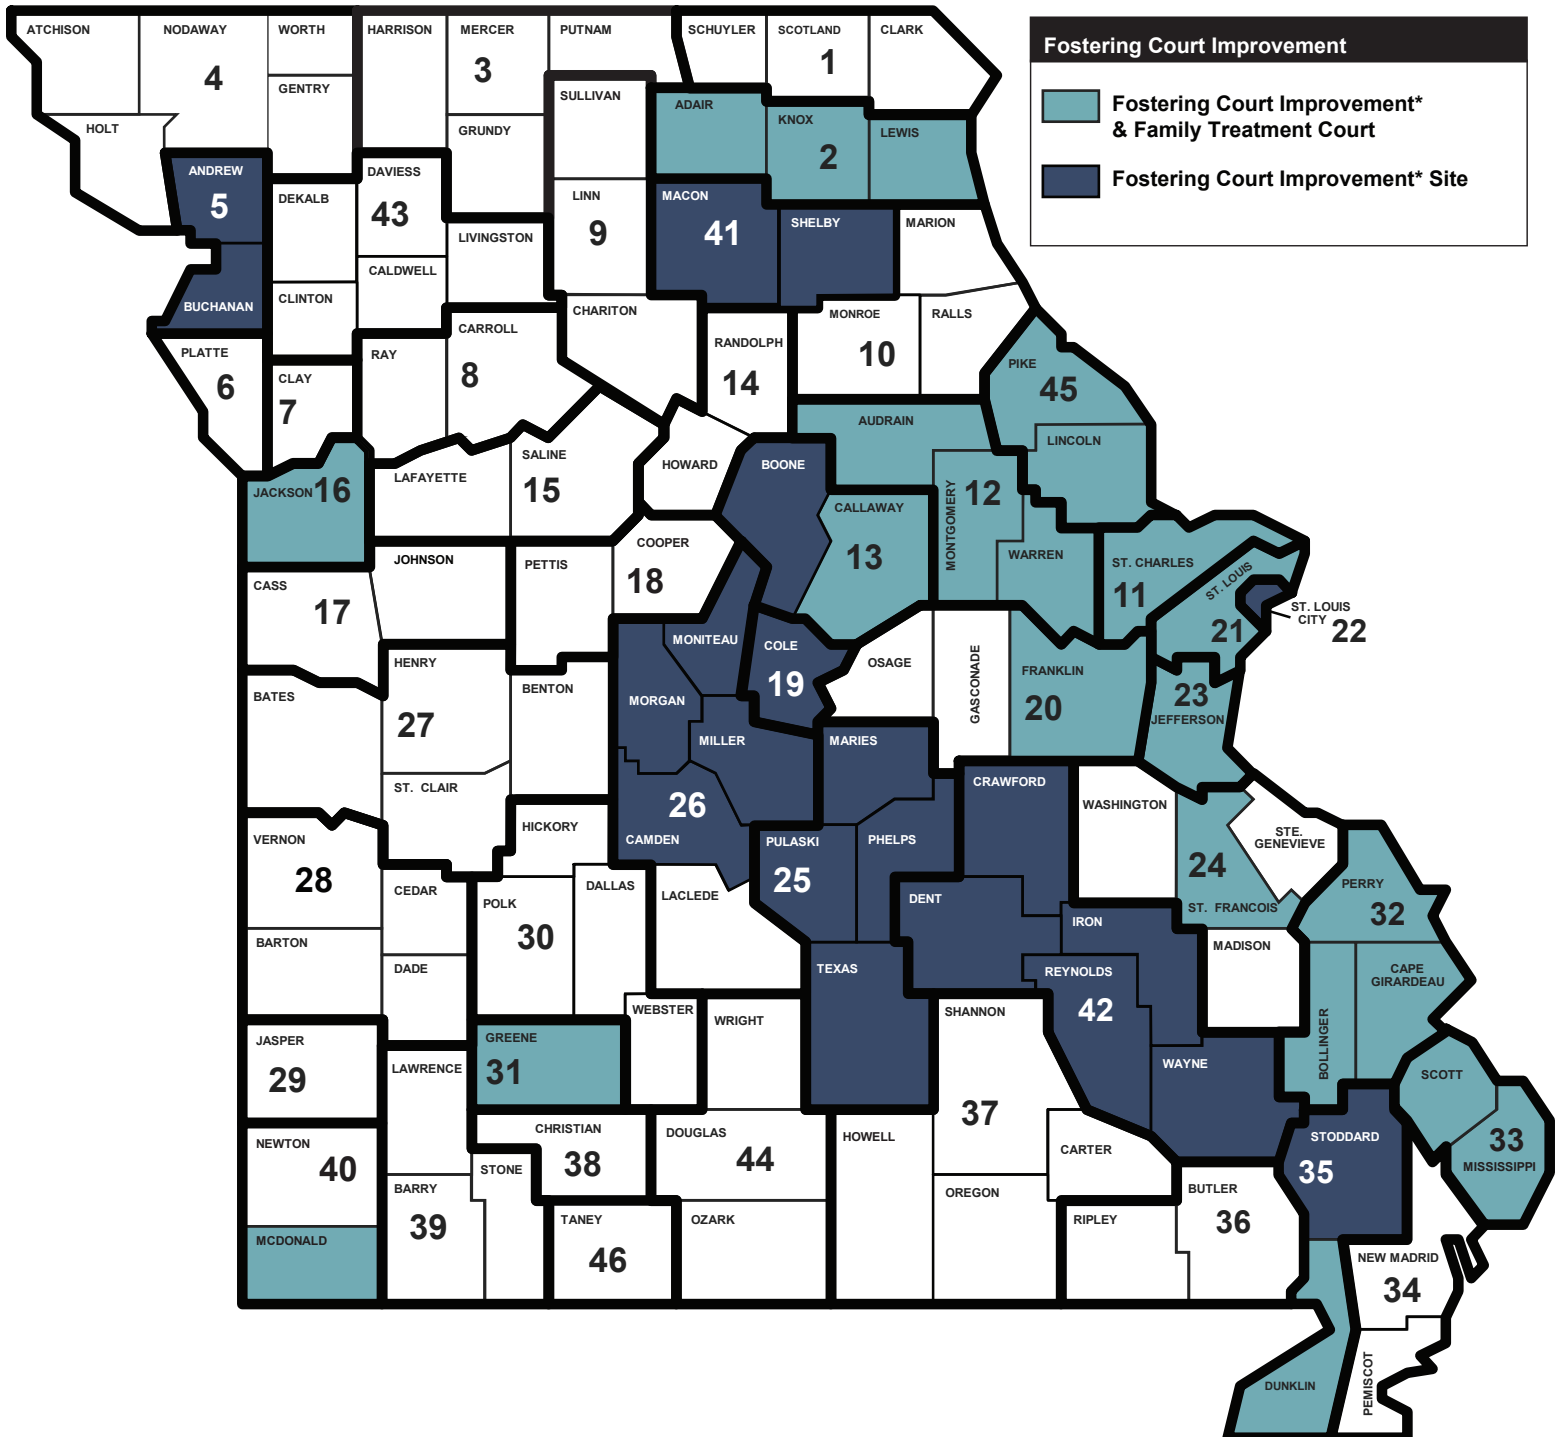 ATCHISON
NODAWAY
WORTH
HARRISON
MERCER
PUTNAM
SCHUYLER
SCOTLAND
CLARK
Fostering Court Improvement
4
3
1
GENTRY
SULLIVAN
ADAIR
Fostering Court Improvement*
& Family Treatment Court
KNOX
HOLT
GRUNDY
LEWIS
2
ANDREW
DAVIESS
Fostering Court Improvement* Site
5
DEKALB
43
LINN
MACON
9
41
SHELBY
MARION
LIVINGSTON
CALDWELL
BUCHANAN
CLINTON
CHARITON
MONROE
RALLS
CARROLL
RANDOLPH
PLATTE
RAY
10
PIKE
6
CLAY
8
14
45
7
AUDRAIN
LINCOLN
SALINE
HOWARD
BOONE
LAFAYETTE
JACKSON 16
15
12
CALLAWAY
MONTGOMERY
COOPER
13
WARREN
JOHNSON
PETTIS
ST. CHARLES
CASS
18
11
ST. LOUIS
17
ST. LOUIS
CITY 22
21
MONITEAU
COLE
HENRY
OSAGE
GASCONADE
FRANKLIN
BATES
BENTON
19
23
MORGAN
20
JEFFERSON
27
MILLER
MARIES
ST. CLAIR
CRAWFORD
26
WASHINGTON
HICKORY
CAMDEN
VERNON
PULASKI
PHELPS
STE.
GENEVIEVE
28
25
24
CEDAR
DALLAS
LACLEDE
DENT
PERRY
POLK
ST. FRANCOIS
32
30
IRON
BARTON
MADISON
DADE
TEXAS
REYNOLDS
CAPE
GIRARDEAU
WEBSTER
42
SHANNON
WRIGHT
JASPER
GREENE
BOLLINGER
29
LAWRENCE
31
WAYNE
SCOTT
37
NEWTON
CHRISTIAN
DOUGLAS
HOWELL
STODDARD
33
40
38
44
CARTER
MISSISSIPPI
STONE
35
BARRY
OREGON
BUTLER
39
TANEY
OZARK
RIPLEY
36
MCDONALD
46
NEW MADRID
34
DUNKLIN
PEMISCOT